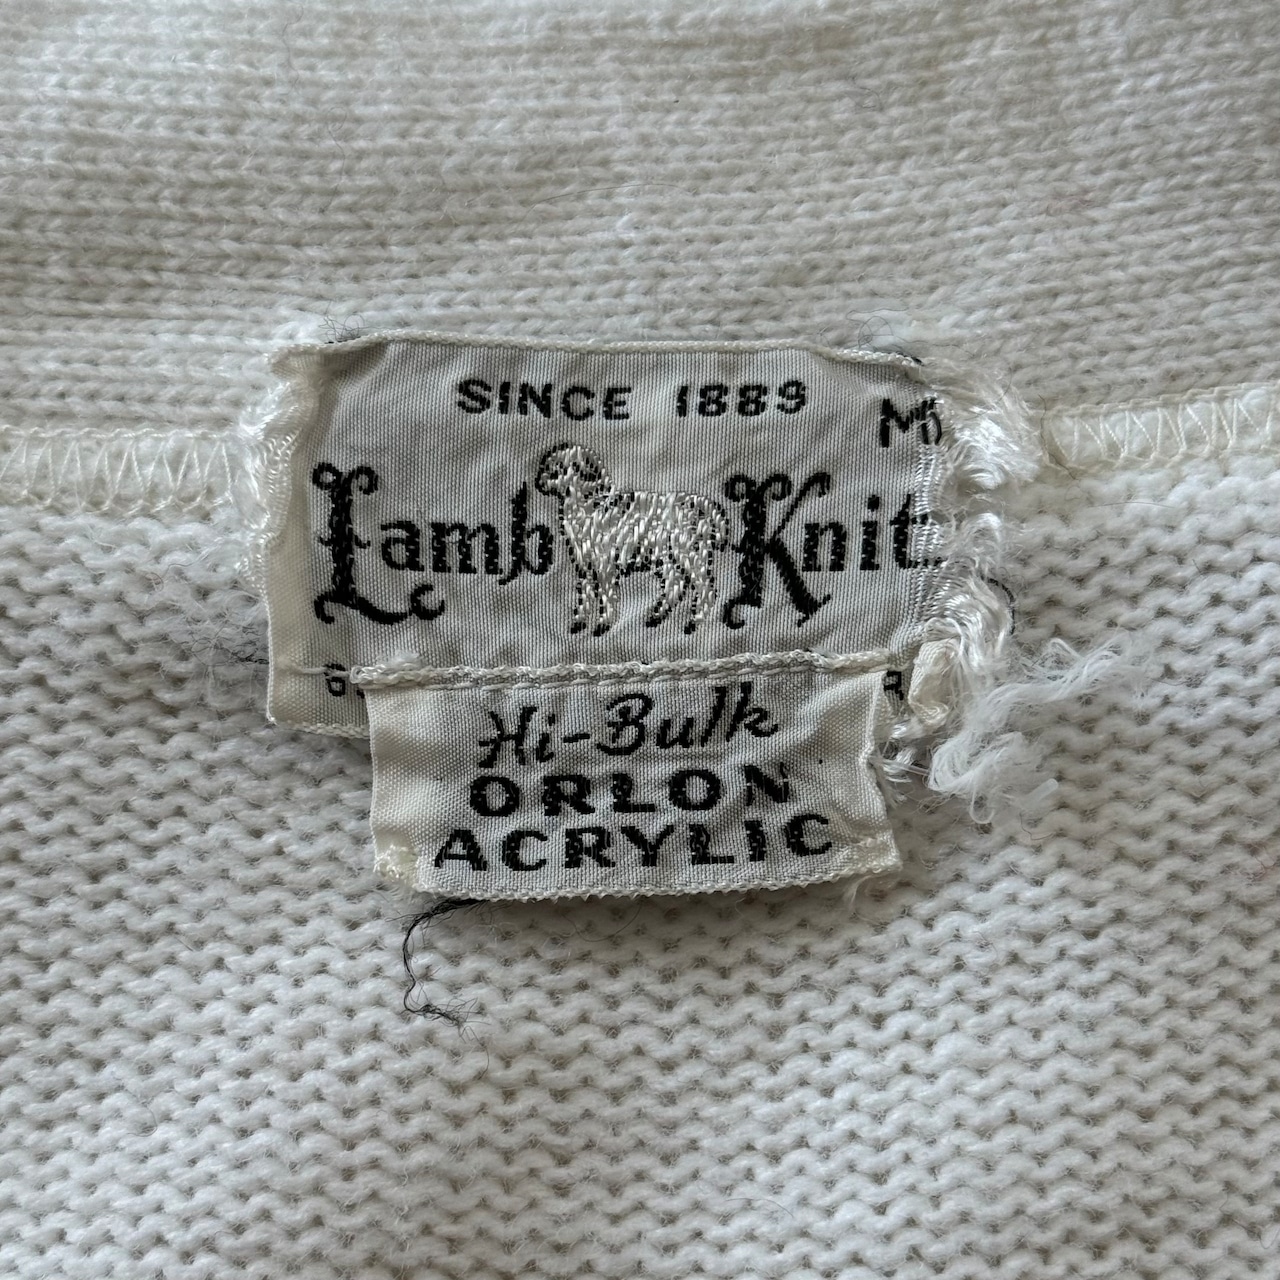 SINCE 1889
Lamb Knit
Hi-Bulk
ORLON
ACRYLIC